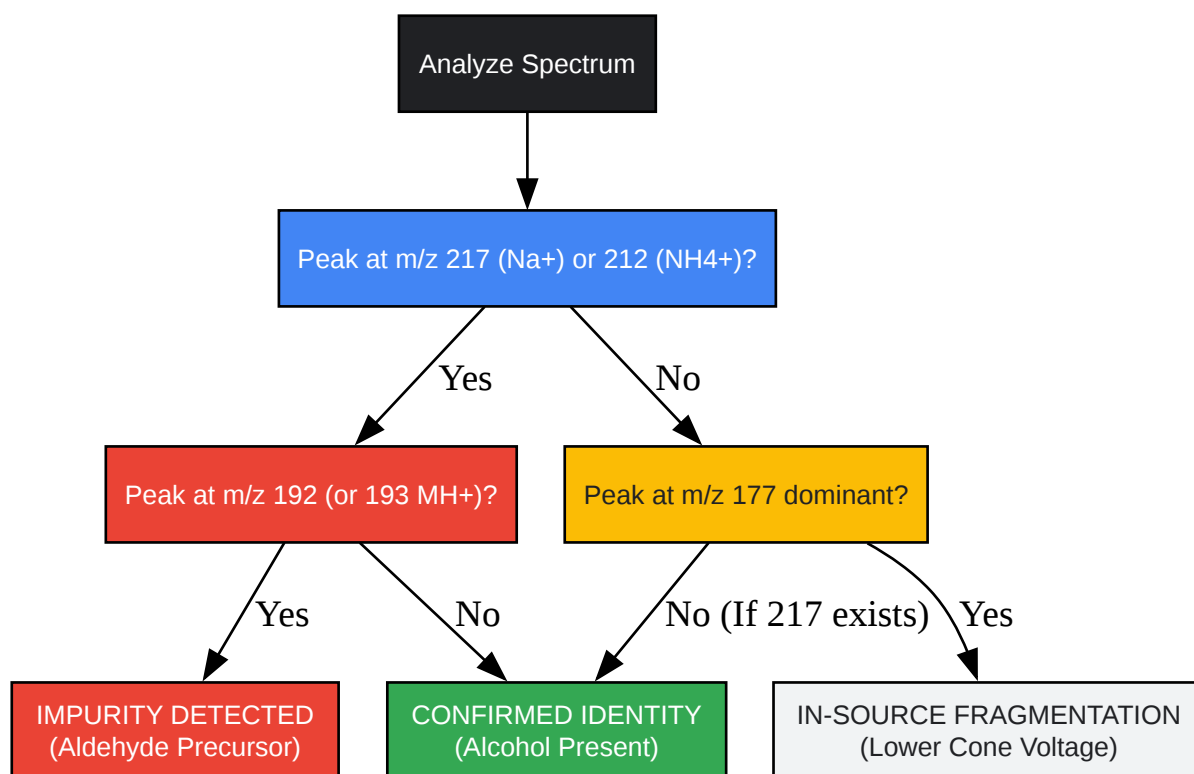 Analyze Spectrum
Peak at m/z 217 (Na+) or 212 (NH4+)?
Yes
No
Peak at m/z 192 (or 193 MH+)?
Peak at m/z 177 dominant?
Yes
No
No (If 217 exists)
Yes
IMPURITY DETECTED
(Aldehyde Precursor)
CONFIRMED IDENTITY
(Alcohol Present)
IN-SOURCE FRAGMENTATION
(Lower Cone Voltage)